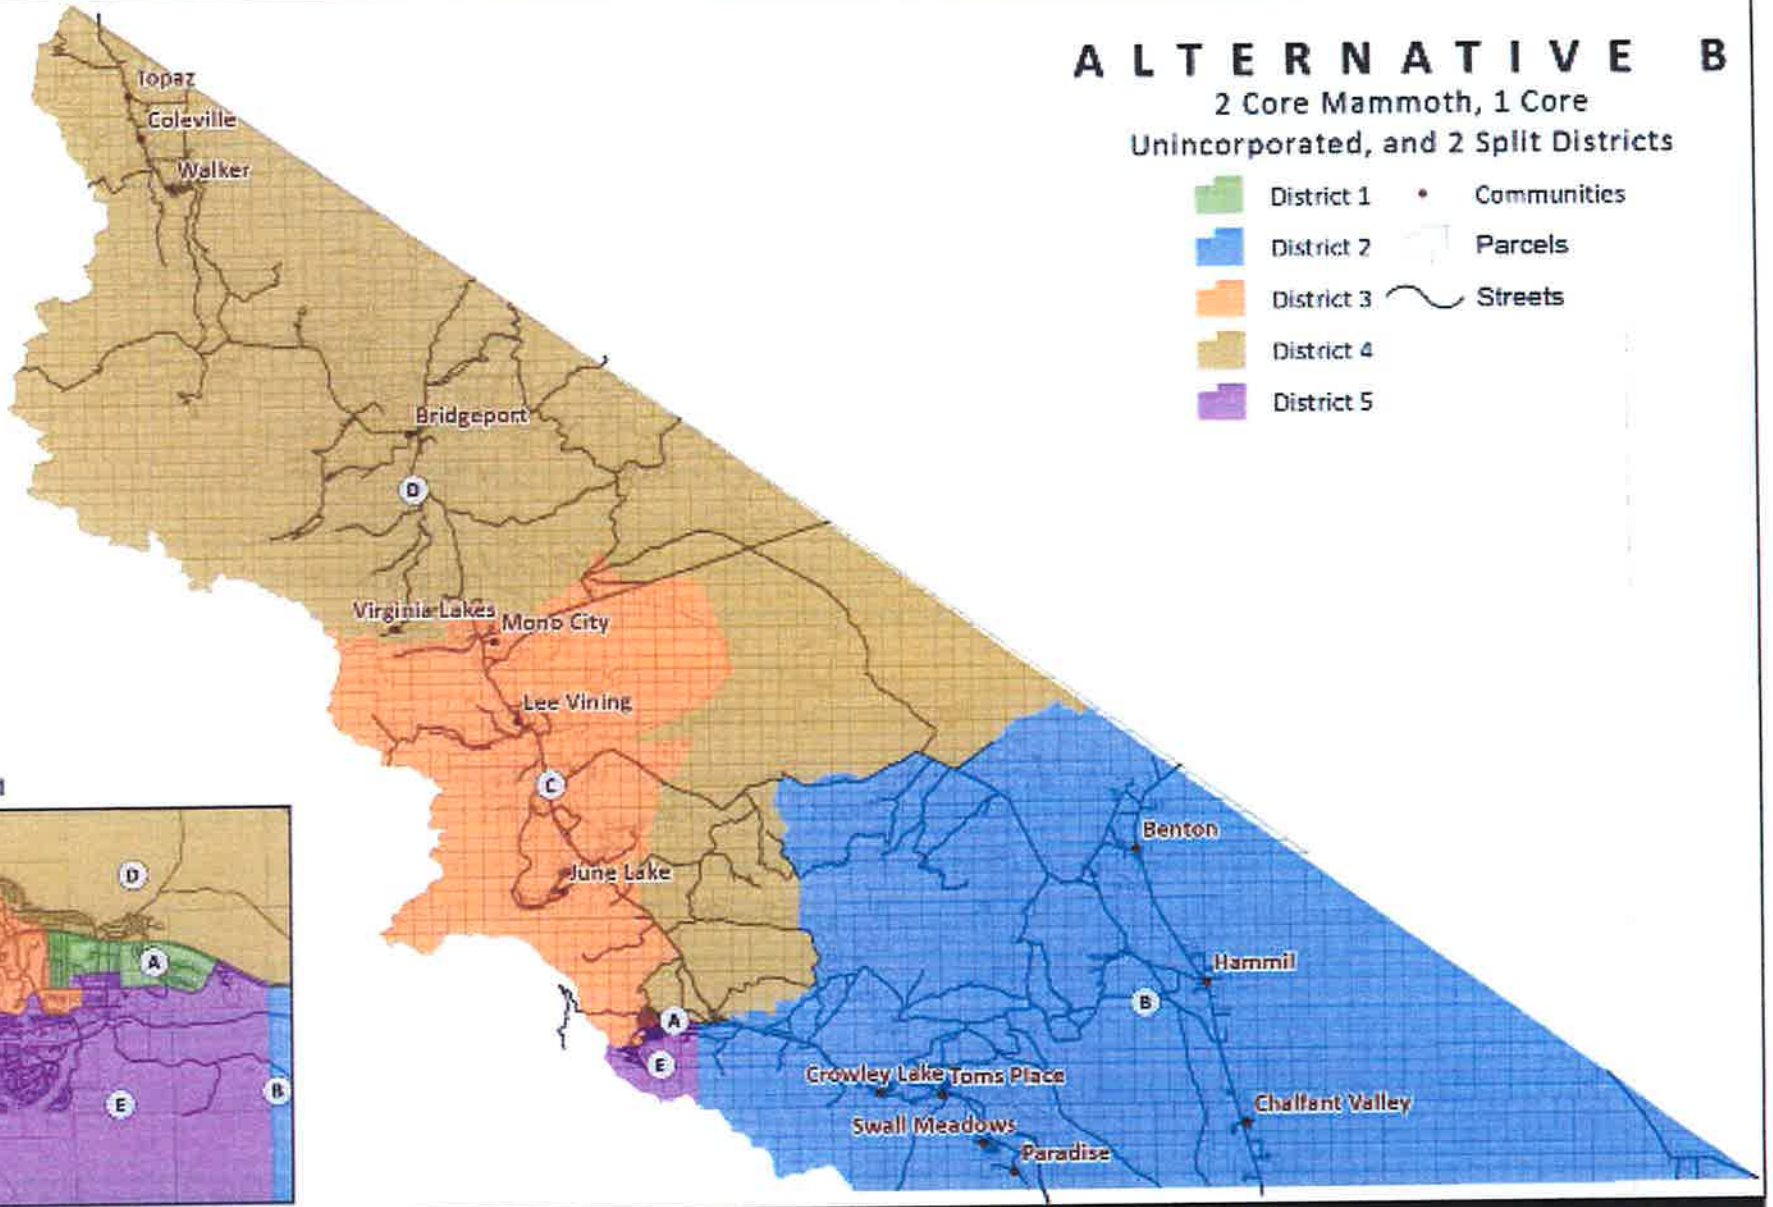 ALTERNATIVE B
2 Core Mammoth, 1 Core
Unincorporated, and 2 Split Districts
District 1
Communities
District 2
Parcels
District 3
Streets
District 4
District 5
Topaz
Coleville
Walker
Bridgeport
D
Virginia Lakes
Mono City
Lee Vining
C
June Lake
Benton
Hammil
B
A
E
Crowley Lake
Toms Place
Chalfant Valley
Swall Meadows
Paradise
D
A
B
E